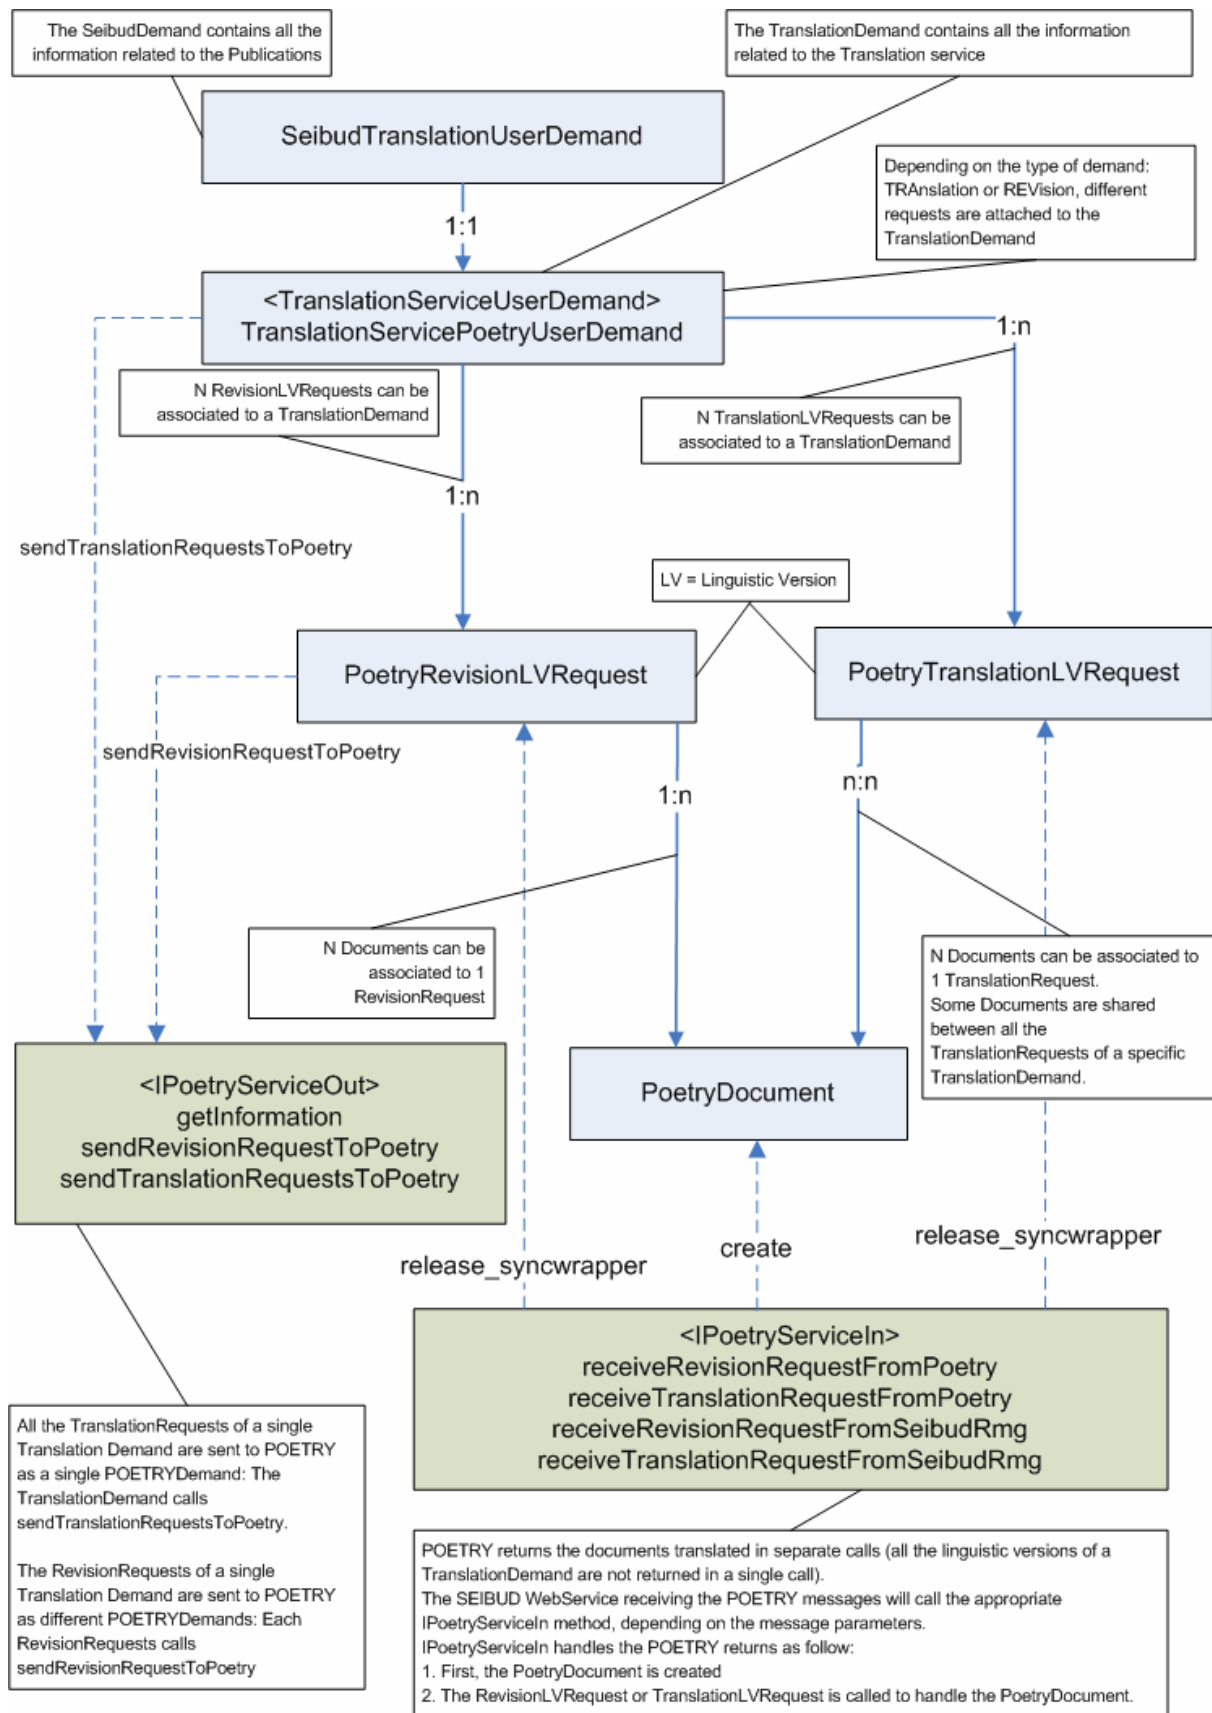 The SeibudDemand contains all the
information related to the Publications
The TranslationDemand contains all the information
related to the Translation service
SeibudTranslationUserDemand
Depending on the type of demand:
TRAnslation or REVision, different
requests are attached to the
TranslationDemand
1:1
<TranslationServiceUserDemand>
TranslationServicePoetryUserDemand
1:n
N RevisionLVRequests can be
associated to a TranslationDemand
N TranslationLVRequests can be
associated to a TranslationDemand
1:n
sendTranslationRequestsToPoetry
LV = Linguistic Version
PoetryRevisionLVRequest
PoetryTranslationLVRequest
sendRevisionRequestToPoetry
1:n
n:n
N Documents can be
associated to 1
RevisionRequest
N Documents can be associated to
1 TranslationRequest.
Some Documents are shared
between all the
TranslationRequests of a specific
TranslationDemand.
<IPoetryServiceOut>
getInformation
sendRevisionRequestToPoetry
sendTranslationRequestsToPoetry
PoetryDocument
release_syncwrapper
create
release_syncwrapper
<IPoetryServiceIn>
receiveRevisionRequestFromPoetry
receiveTranslationRequestFromPoetry
receiveRevisionRequestFromSeibudRmg
receiveTranslationRequestFromSeibudRmg
All the TranslationRequests of a single
Translation Demand are sent to POETRY
as a single POETRYDemand: The
TranslationDemand calls
sendTranslationRequestsToPoetry.
The RevisionRequests of a single
Translation Demand are sent to POETRY
as different POETRYDemands: Each
RevisionRequests calls
sendRevisionRequestToPoetry
POETRY returns the documents translated in separate calls (all the linguistic versions of a
TranslationDemand are not returned in a single call).
The SEIBUD WebService receiving the POETRY messages will call the appropriate
IPoetryServiceIn method, depending on the message parameters.
IPoetryServiceIn handles the POETRY returns as follow:
1. First, the PoetryDocument is created
2. The RevisionLVRequest or TranslationLVRequest is called to handle the PoetryDocument.